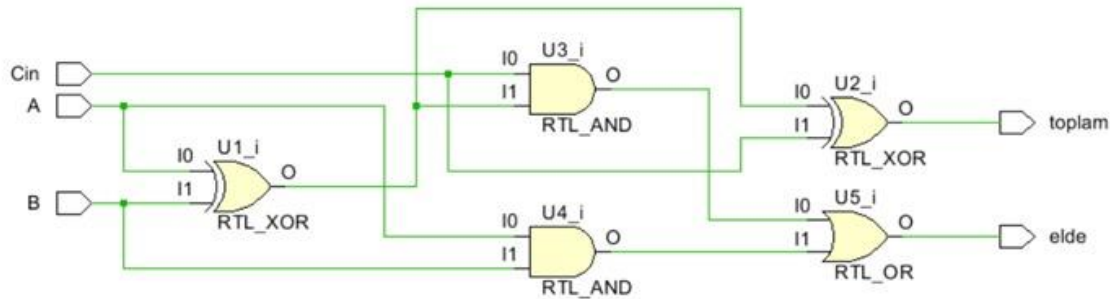 Cin
A
B
I0
I1
U1_i
O
RTL_XOR
I0
I1
U3_i
O
RTL_AND
I0
I1
U4_i
O
RTL_AND
I0
I1
U2_i
O
RTL_XOR
toplam
I0
I1
U5_i
O
RTL_OR
elde